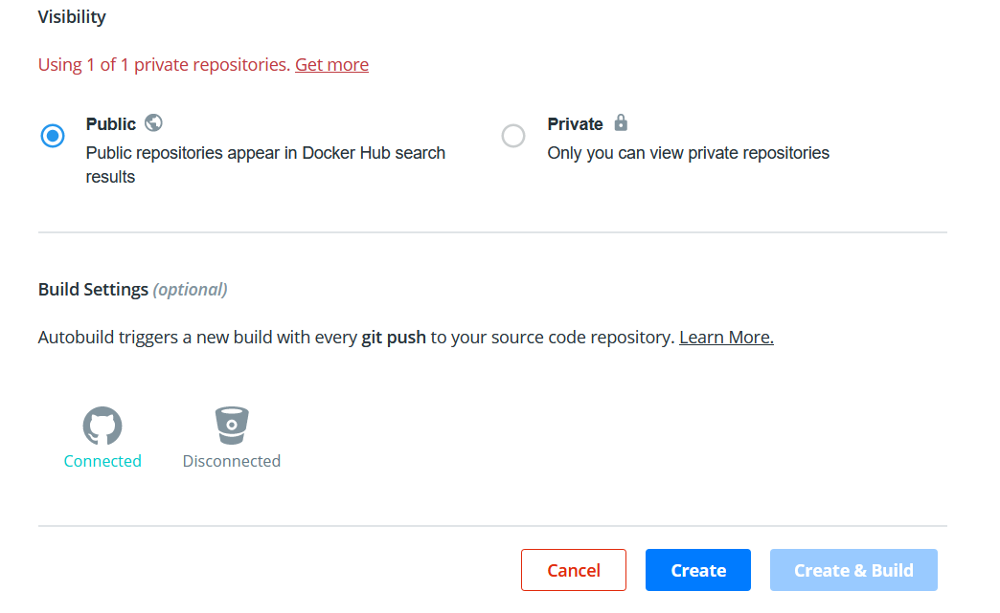 Visibility
Using 1 of 1 private repositories. Get more
Public
Public repositories appear in Docker Hub search
results
Private
Only you can view private repositories
Build Settings (optional)
Autobuild triggers a new build with every git push to your source code repository. Learn More.
Connected
Disconnected
Cancel
Create
Create & Build